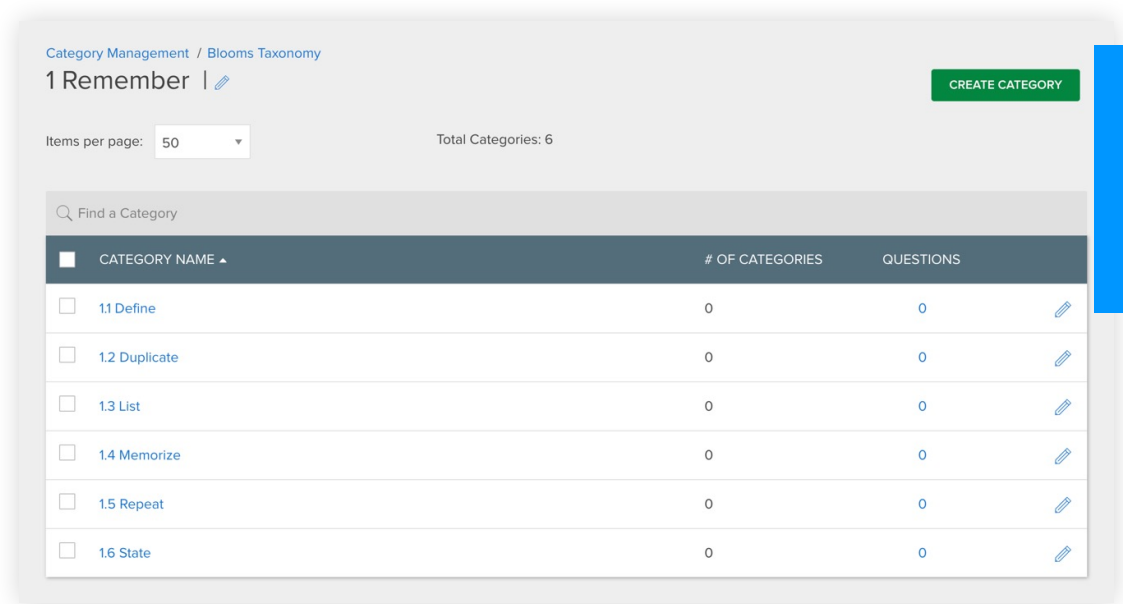 Category Management / Blooms Taxonomy
1 Remember |
CREATE CATEGORY
Items per page: 50 Total Categories: 6
Find a Category
CATEGORY NAME # OF CATEGORIES QUESTIONS
1.1 Define 0 0
1.2 Duplicate 0 0
1.3 List 0 0
1.4 Memorize 0 0
1.5 Repeat 0 0
1.6 State 0 0